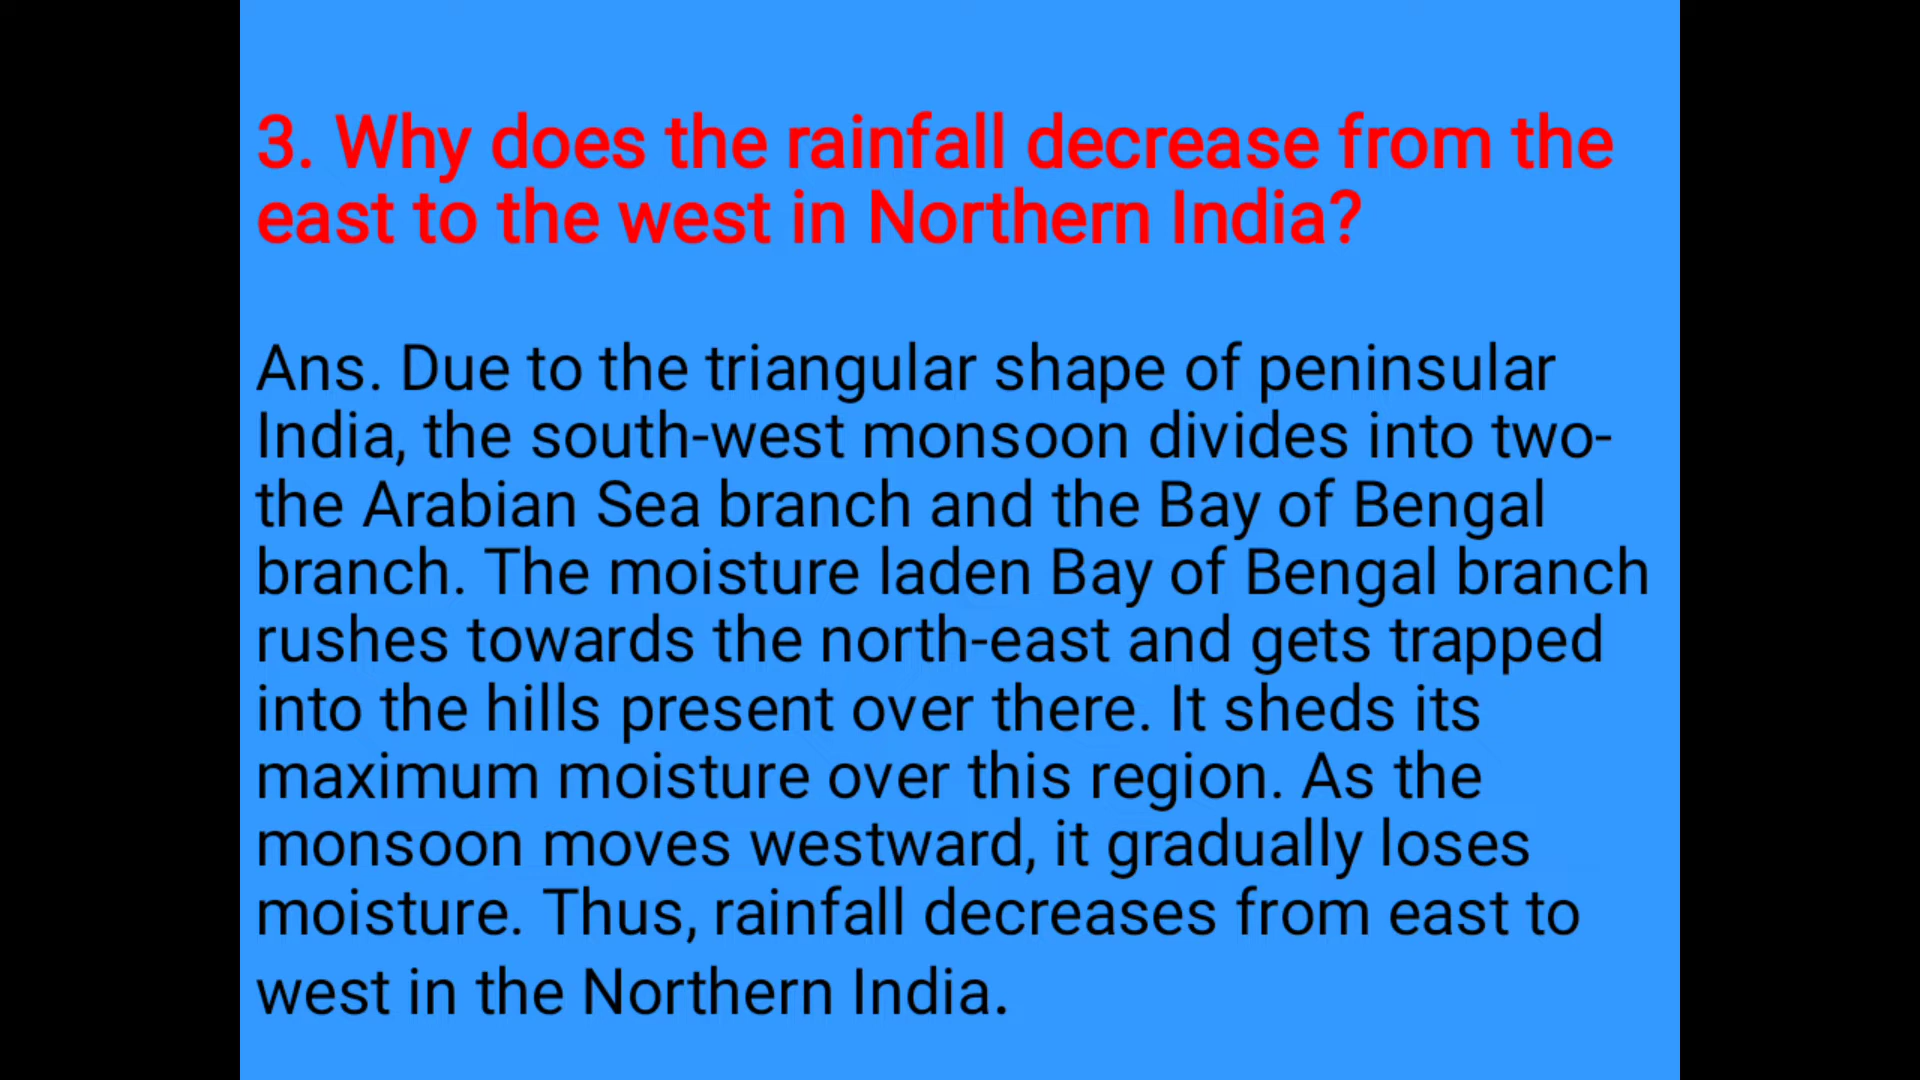 3. Why does the rainfall decrease from the
east to the west in Northern India?
Ans. Due to the triangular shape of peninsular
India, the south-west monsoon divides into two-
the Arabian Sea branch and the Bay of Bengal
branch. The moisture laden Bay of Bengal branch
rushes towards the north-east and gets trapped
into the hills present over there. It sheds its
maximum moisture over this region. As the
monsoon moves westward, it gradually loses
moisture. Thus, rainfall decreases from east to
west in the Northern India.